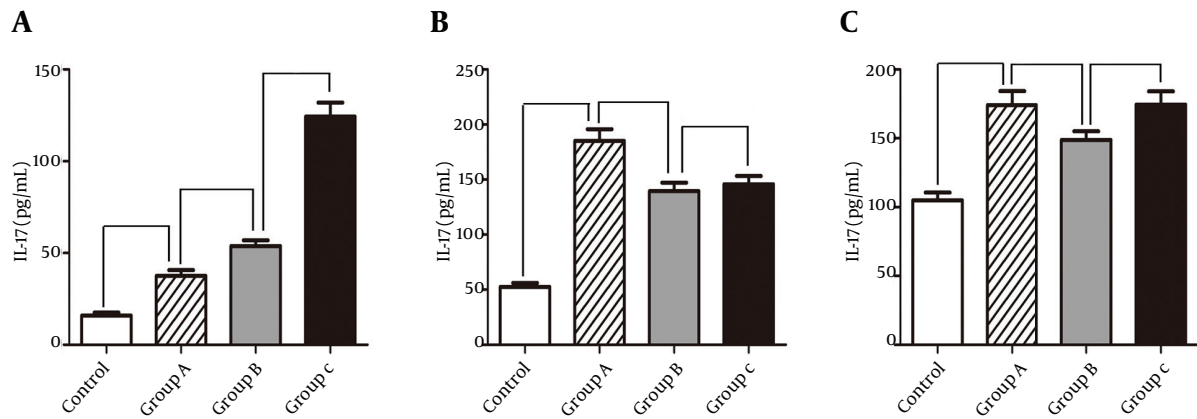 A
150
100
50
0
IL-17 (pg/mL)
Control
Group A
Group B
Group c
B
250
200
150
100
50
0
IL-17 (pg/mL)
Control
Group A
Group B
Group c
C
200
150
100
50
0
IL-17 (pg/mL)
Control
Group A
Group B
Group c